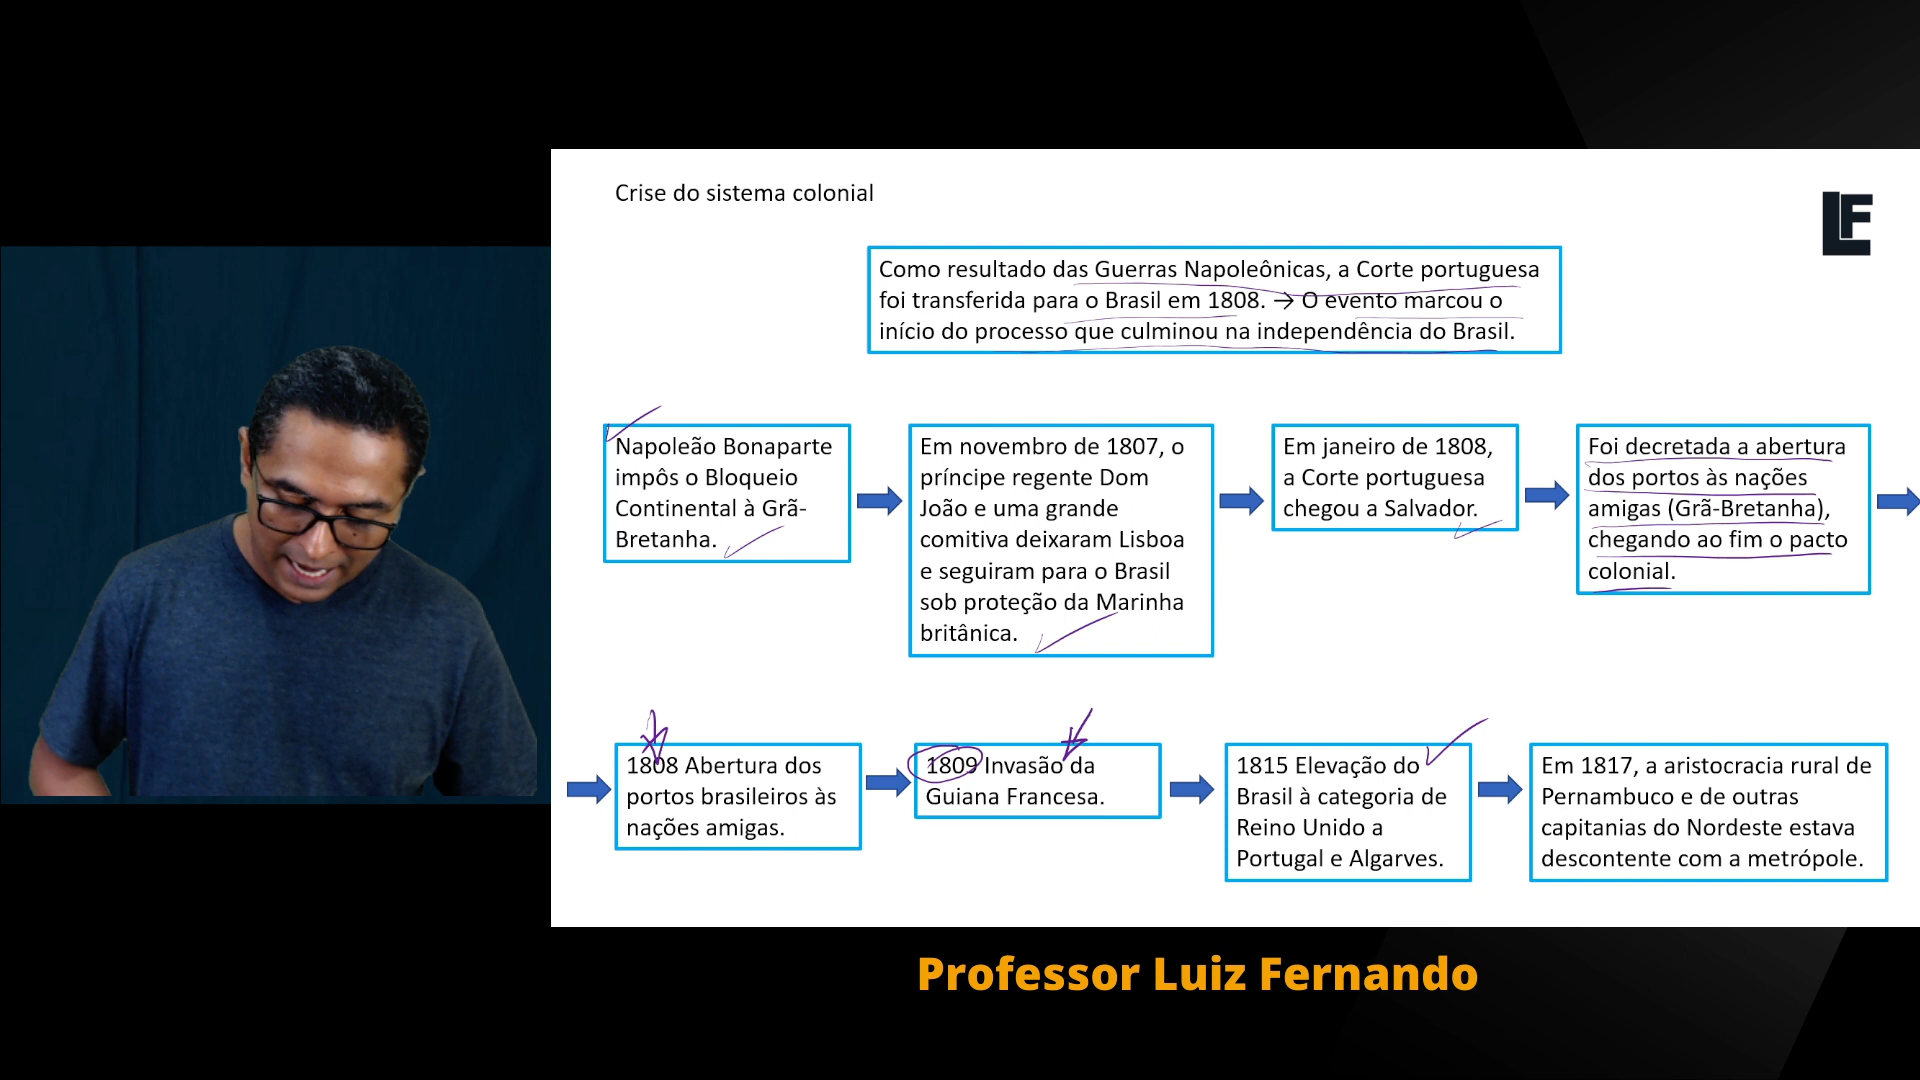 Crise do sistema colonial
LF
Como resultado das Guerras Napoleônicas, a Corte portuguesa
foi transferida para o Brasil em 1808. → O evento marcou o
início do processo que culminou na independência do Brasil.
Napoleão Bonaparte
impôs o Bloqueio
Continental à Grã-
Bretanha.
Em novembro de 1807, o
príncipe regente Dom
João e uma grande
comitiva deixaram Lisboa
e seguiram para o Brasil
sob proteção da Marinha
britânica.
Em janeiro de 1808,
a Corte portuguesa
chegou a Salvador.
Foi decretada a abertura
dos portos às nações
amigas (Grã-Bretanha),
chegando ao fim o pacto
colonial.
1808 Abertura dos
portos brasileiros às
nações amigas.
1809 Invasão da
Guiana Francesa.
1815 Elevação do
Brasil à categoria de
Reino Unido a
Portugal e Algarves.
Em 1817, a aristocracia rural de
Pernambuco e de outras
capitanias do Nordeste estava
descontente com a metrópole.
Professor Luiz Fernando